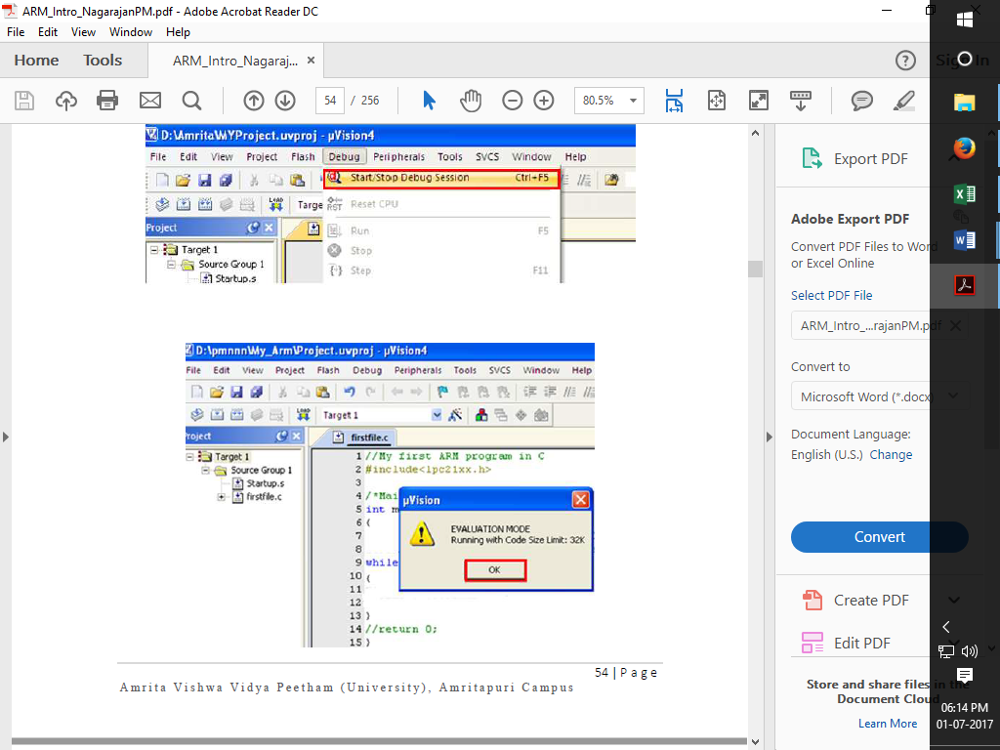 ARM_Intro_NagarajanPM.pdf - Adobe Acrobat Reader DC
File Edit View Window Help
Home Tools ARM_Intro_Nagaraj... × Sign In
54 / 256 80.5%
D:\Amrita\MYProject.uvproj - µVision4
File Edit View Project Flash Debug Peripherals Tools SVCS Window Help
Start/Stop Debug Session Ctrl+F5
Reset CPU
Project
Run F5
Target 1
Stop
Source Group 1
Step F11
Startup.s
D:\pmnnn\My_Arm\Project.uvproj - µVision4
File Edit View Project Flash Debug Peripherals Tools SVCS Window Help
LOAD Target 1
roject firstfile.c
Target 1
Source Group 1
Startup.s
firstfile.c
1 //My first ARM program in C
2 #include<lpc21xx.h>
3
4 /*Mai
5 int m
6 {
7
8
9 while
10 {
11
12
13 }
14 //return 0;
15 }
µVision
EVALUATION MODE
Running with Code Size Limit: 32K
OK
54 | P a g e
Amrita Vishwa Vidya Peetham (University), Amritapuri Campus
Export PDF
Adobe Export PDF
Convert PDF Files to Word
or Excel Online
Select PDF File
ARM_Intro_...rajanPM.pdf
Convert to
Microsoft Word (*.docx)
Document Language:
English (U.S.) Change
Convert
Create PDF
Edit PDF
Store and share files in the
Document Cloud
Learn More
06:14 PM
01-07-2017